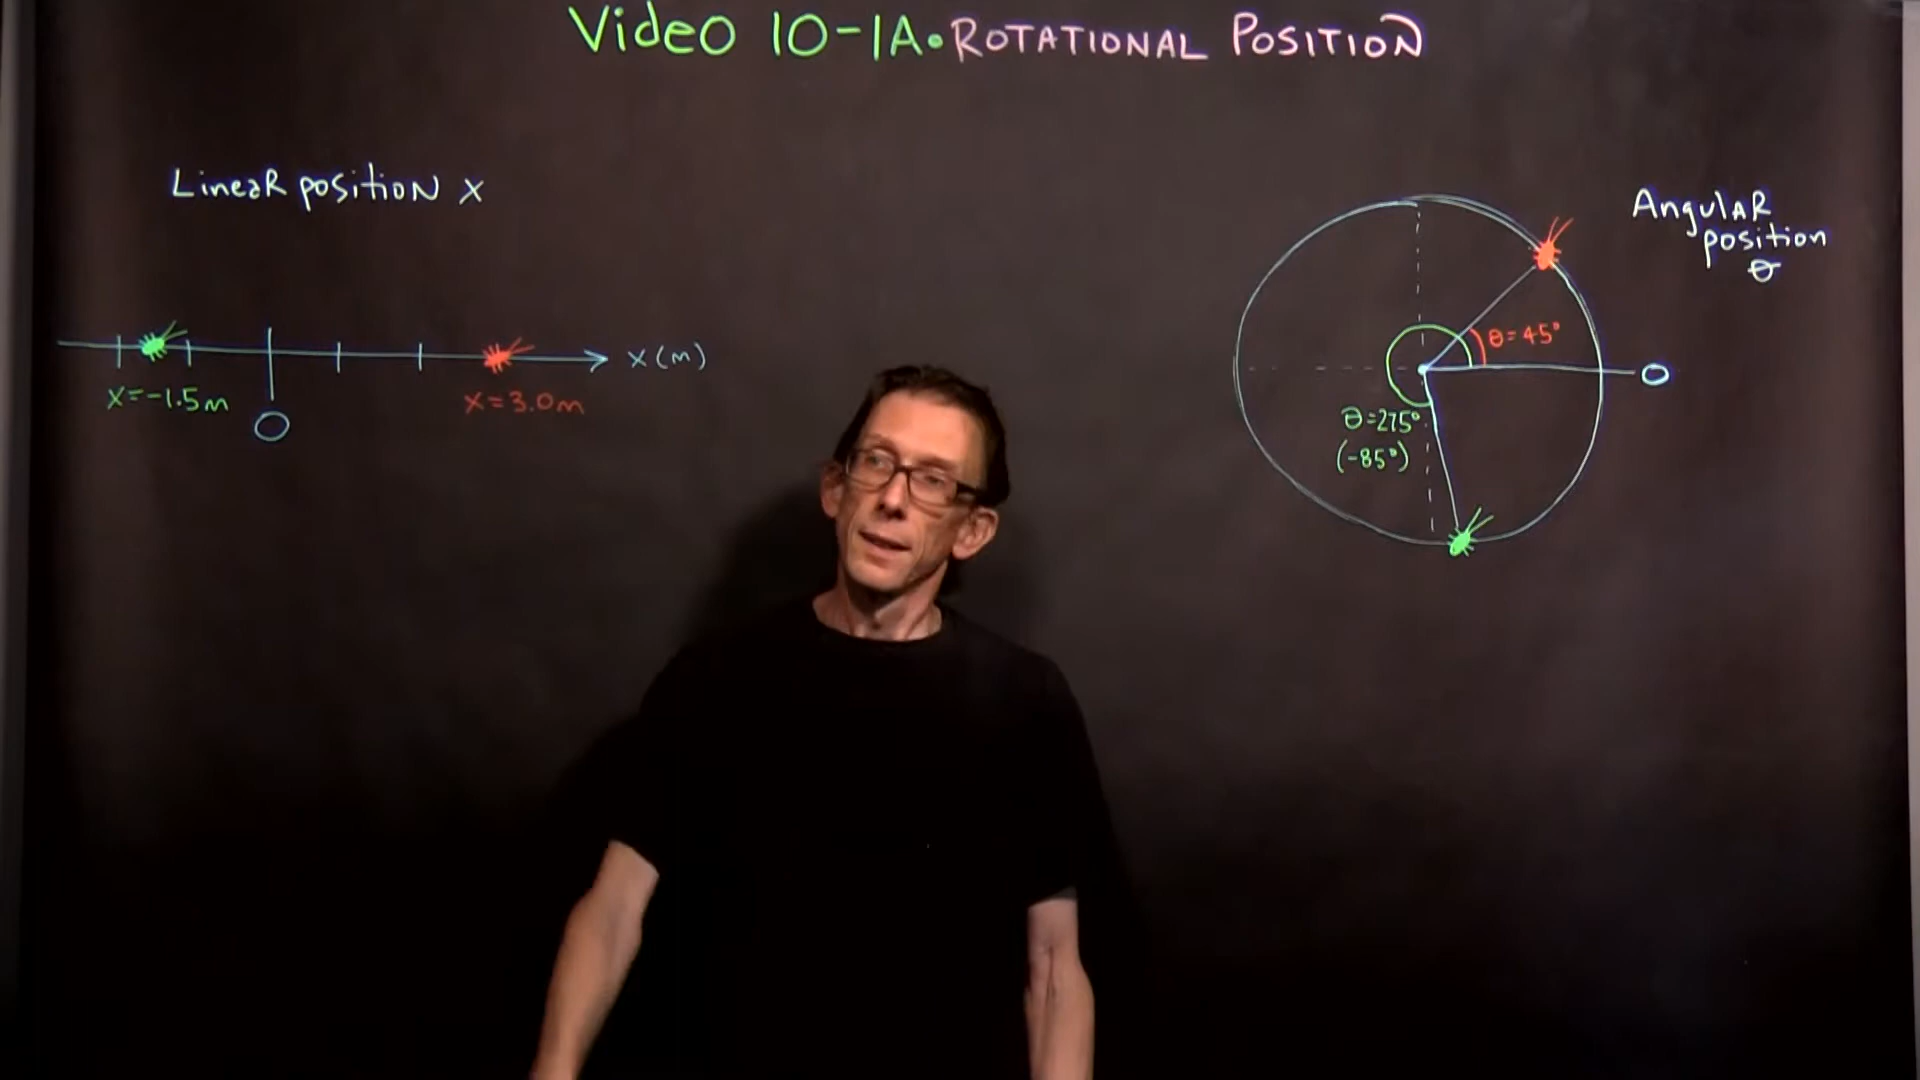 Video 10-1A • ROTATIONAL POSITION
LineaR position x
x (m)
x=-1.5m
0
x=3.0m
AngulAR
position
θ
θ=45°
0
θ=275°
(-85°)